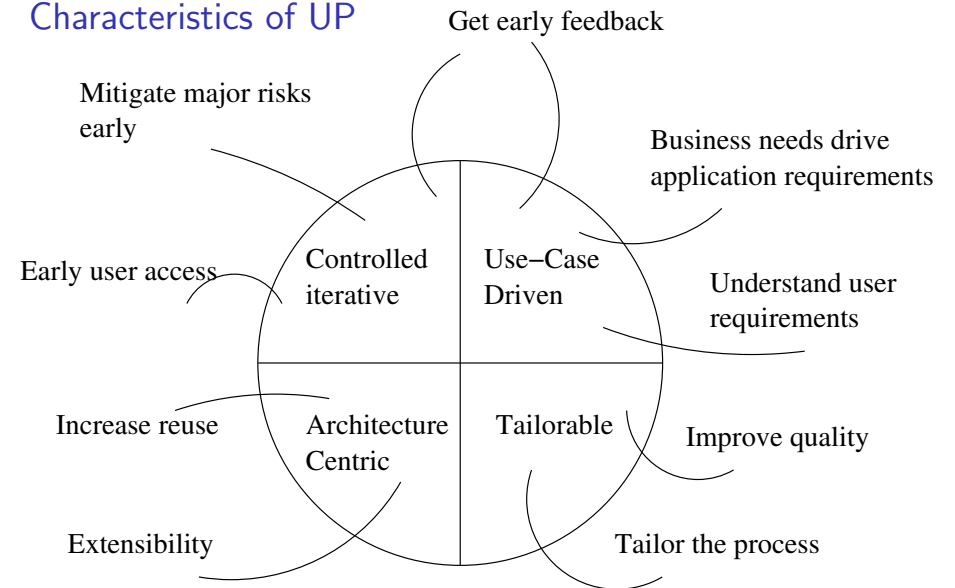 Characteristics of UP
Get early feedback
Mitigate major risks
early
Business needs drive
application requirements
Early user access
Controlled
iterative
Use−Case
Driven
Understand user
requirements
Increase reuse
Architecture
Centric
Tailorable
Improve quality
Extensibility
Tailor the process